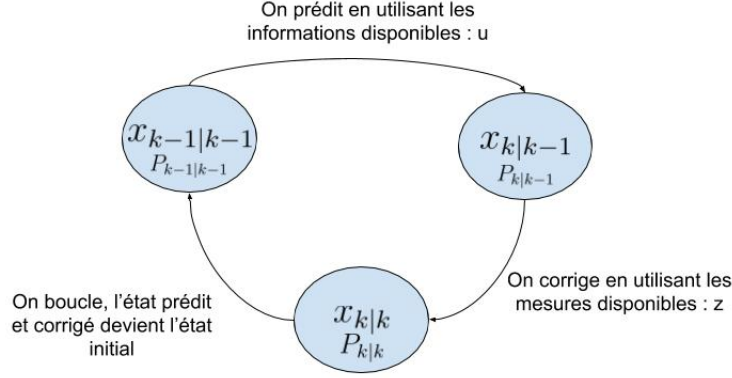 On prédit en utilisant les
informations disponibles : u
x_{k-1|k-1}
P_{k-1|k-1}
x_{k|k-1}
P_{k|k-1}
On corrige en utilisant les
mesures disponibles : z
x_{k|k}
P_{k|k}
On boucle, l'état prédit
et corrigé devient l'état
initial